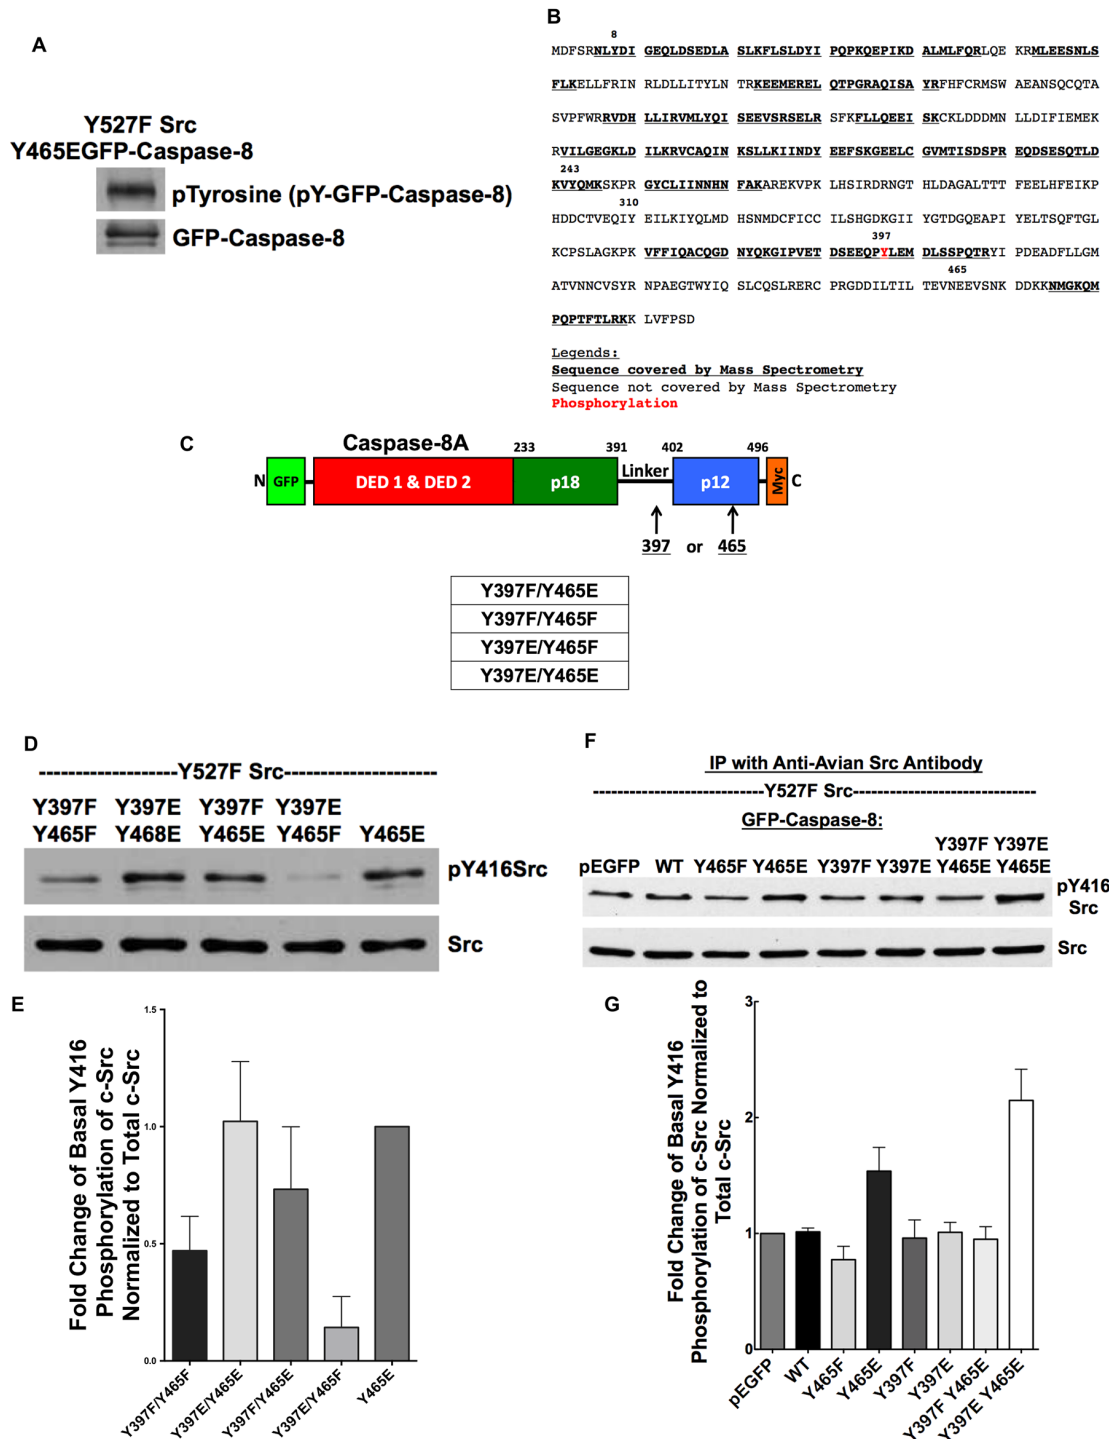 A
Y527F Src
Y465EGFP-Caspase-8
pTyrosine (pY-GFP-Caspase-8)
GFP-Caspase-8
B
8
MDFSRNLYDI GEQLDSEDLA SLKFLSLDYI PQPKQEPIKD ALMLFQRLQE KRMLEESNLS
FLKELLFRIN RLDLLITYLN TRKEEMEREL QTPGRAQISA YRFHFCRMSW AEANSQCQTA
SVPFWRRVDH LLIRVMLYQI SEEVSRSELR SFKFLLQEEI SKCKLDDDMN LLDIFIEMEK
RVILGEGKLD ILKRVCAQIN KSLLKIINDY EEFSKGEELC GVMTISDSPR EQDSESQTLD
243
KVYQMKSKPR GYCLIINNHN FAKAREKVPK LHSIRDRNGT HLDAGALTTT FEELHFEIKP
310
HDDCTVEQIY EILKIYQLMD HSNMDCFICC ILSHGDKGII YGTDGQEAPI YELTSQFTGL
397
KCPSLAGKPK VFFIQACQGD NYQKGIPVET DSEEQPYLEM DLSSPQTRYI PDEADFLLGM
465
ATVNNCVSYR NPAEGTWYIQ SLCQSLRERC PRGDDILTIL TEVNEEVSNK DDKKNMGKQM
PQPTFTLRKK LVFPSD
Legends:
Sequence covered by Mass Spectrometry
Sequence not covered by Mass Spectrometry
Phosphorylation
C
Caspase-8A
233 391 402 496
N GFP DED 1 & DED 2 p18 Linker p12 Myc C
397 or 465
Y397F/Y465E
Y397F/Y465F
Y397E/Y465F
Y397E/Y465E
D
--------------------Y527F Src----------------------
Y397F Y397E Y397F Y397E
Y465F Y468E Y465E Y465F Y465E
pY416Src
Src
E
Fold Change of Basal Y416
Phosphorylation of c-Src
Normalized to Total c-Src
1.5
1.0
0.5
0.0
Y397F/Y465F
Y397E/Y465E
Y397F/Y465E
Y397E/Y465F
Y465E
F
IP with Anti-Avian Src Antibody
----------------------------Y527F Src------------------------------
GFP-Caspase-8:
Y397F Y397E
pEGFP WT Y465F Y465E Y397F Y397E Y465E Y465E
pY416
Src
Src
G
Fold Change of Basal Y416
Phosphorylation of c-Src Normalized to
Total c-Src
3
2
1
0
pEGFP
WT
Y465F
Y465E
Y397F
Y397E
Y397F Y465E
Y397E Y465E